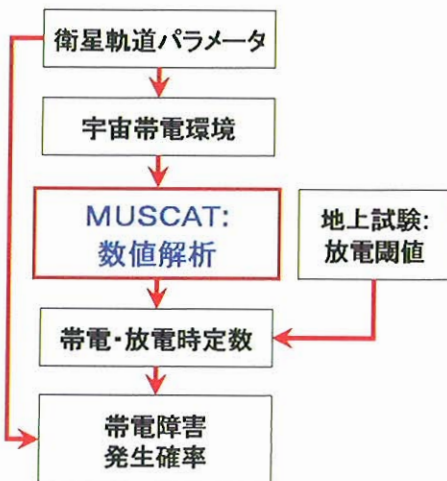 衛星軌道パラメータ
宇宙帯電環境
MUSCAT:
数値解析
地上試験:
放電閾値
帯電・放電時定数
帯電障害
発生確率